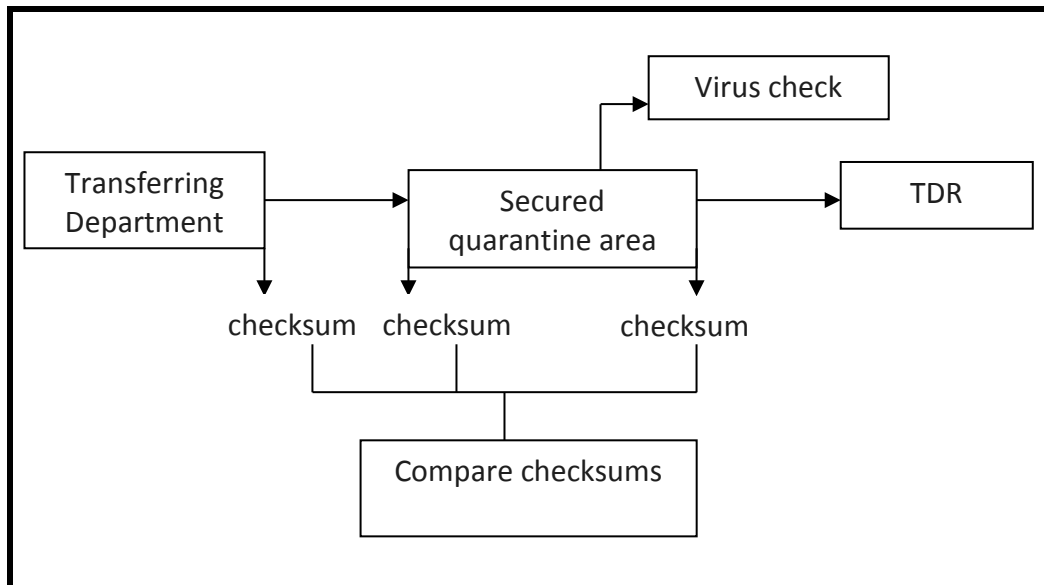 Virus check
Transferring
Department
Secured
quarantine area
TDR
checksum
checksum
checksum
Compare checksums